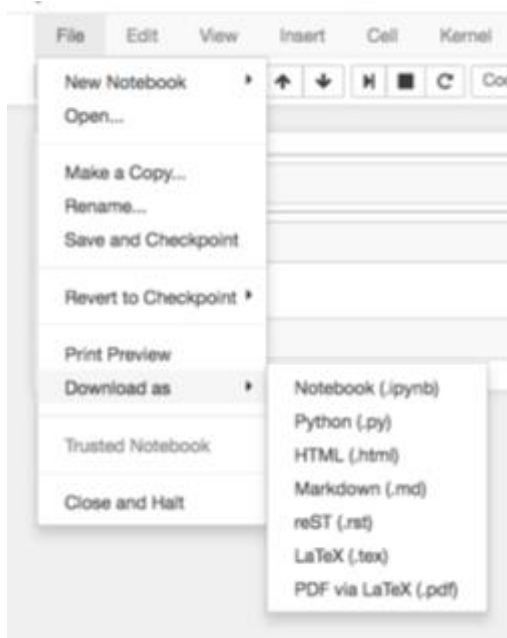 File Edit View Insert Cell Kernel
New Notebook
Open...
Make a Copy...
Rename...
Save and Checkpoint
Revert to Checkpoint
Print Preview
Download as
Trusted Notebook
Close and Halt
Notebook (.ipynb)
Python (.py)
HTML (.html)
Markdown (.md)
reST (.rst)
LaTeX (.tex)
PDF via LaTeX (.pdf)